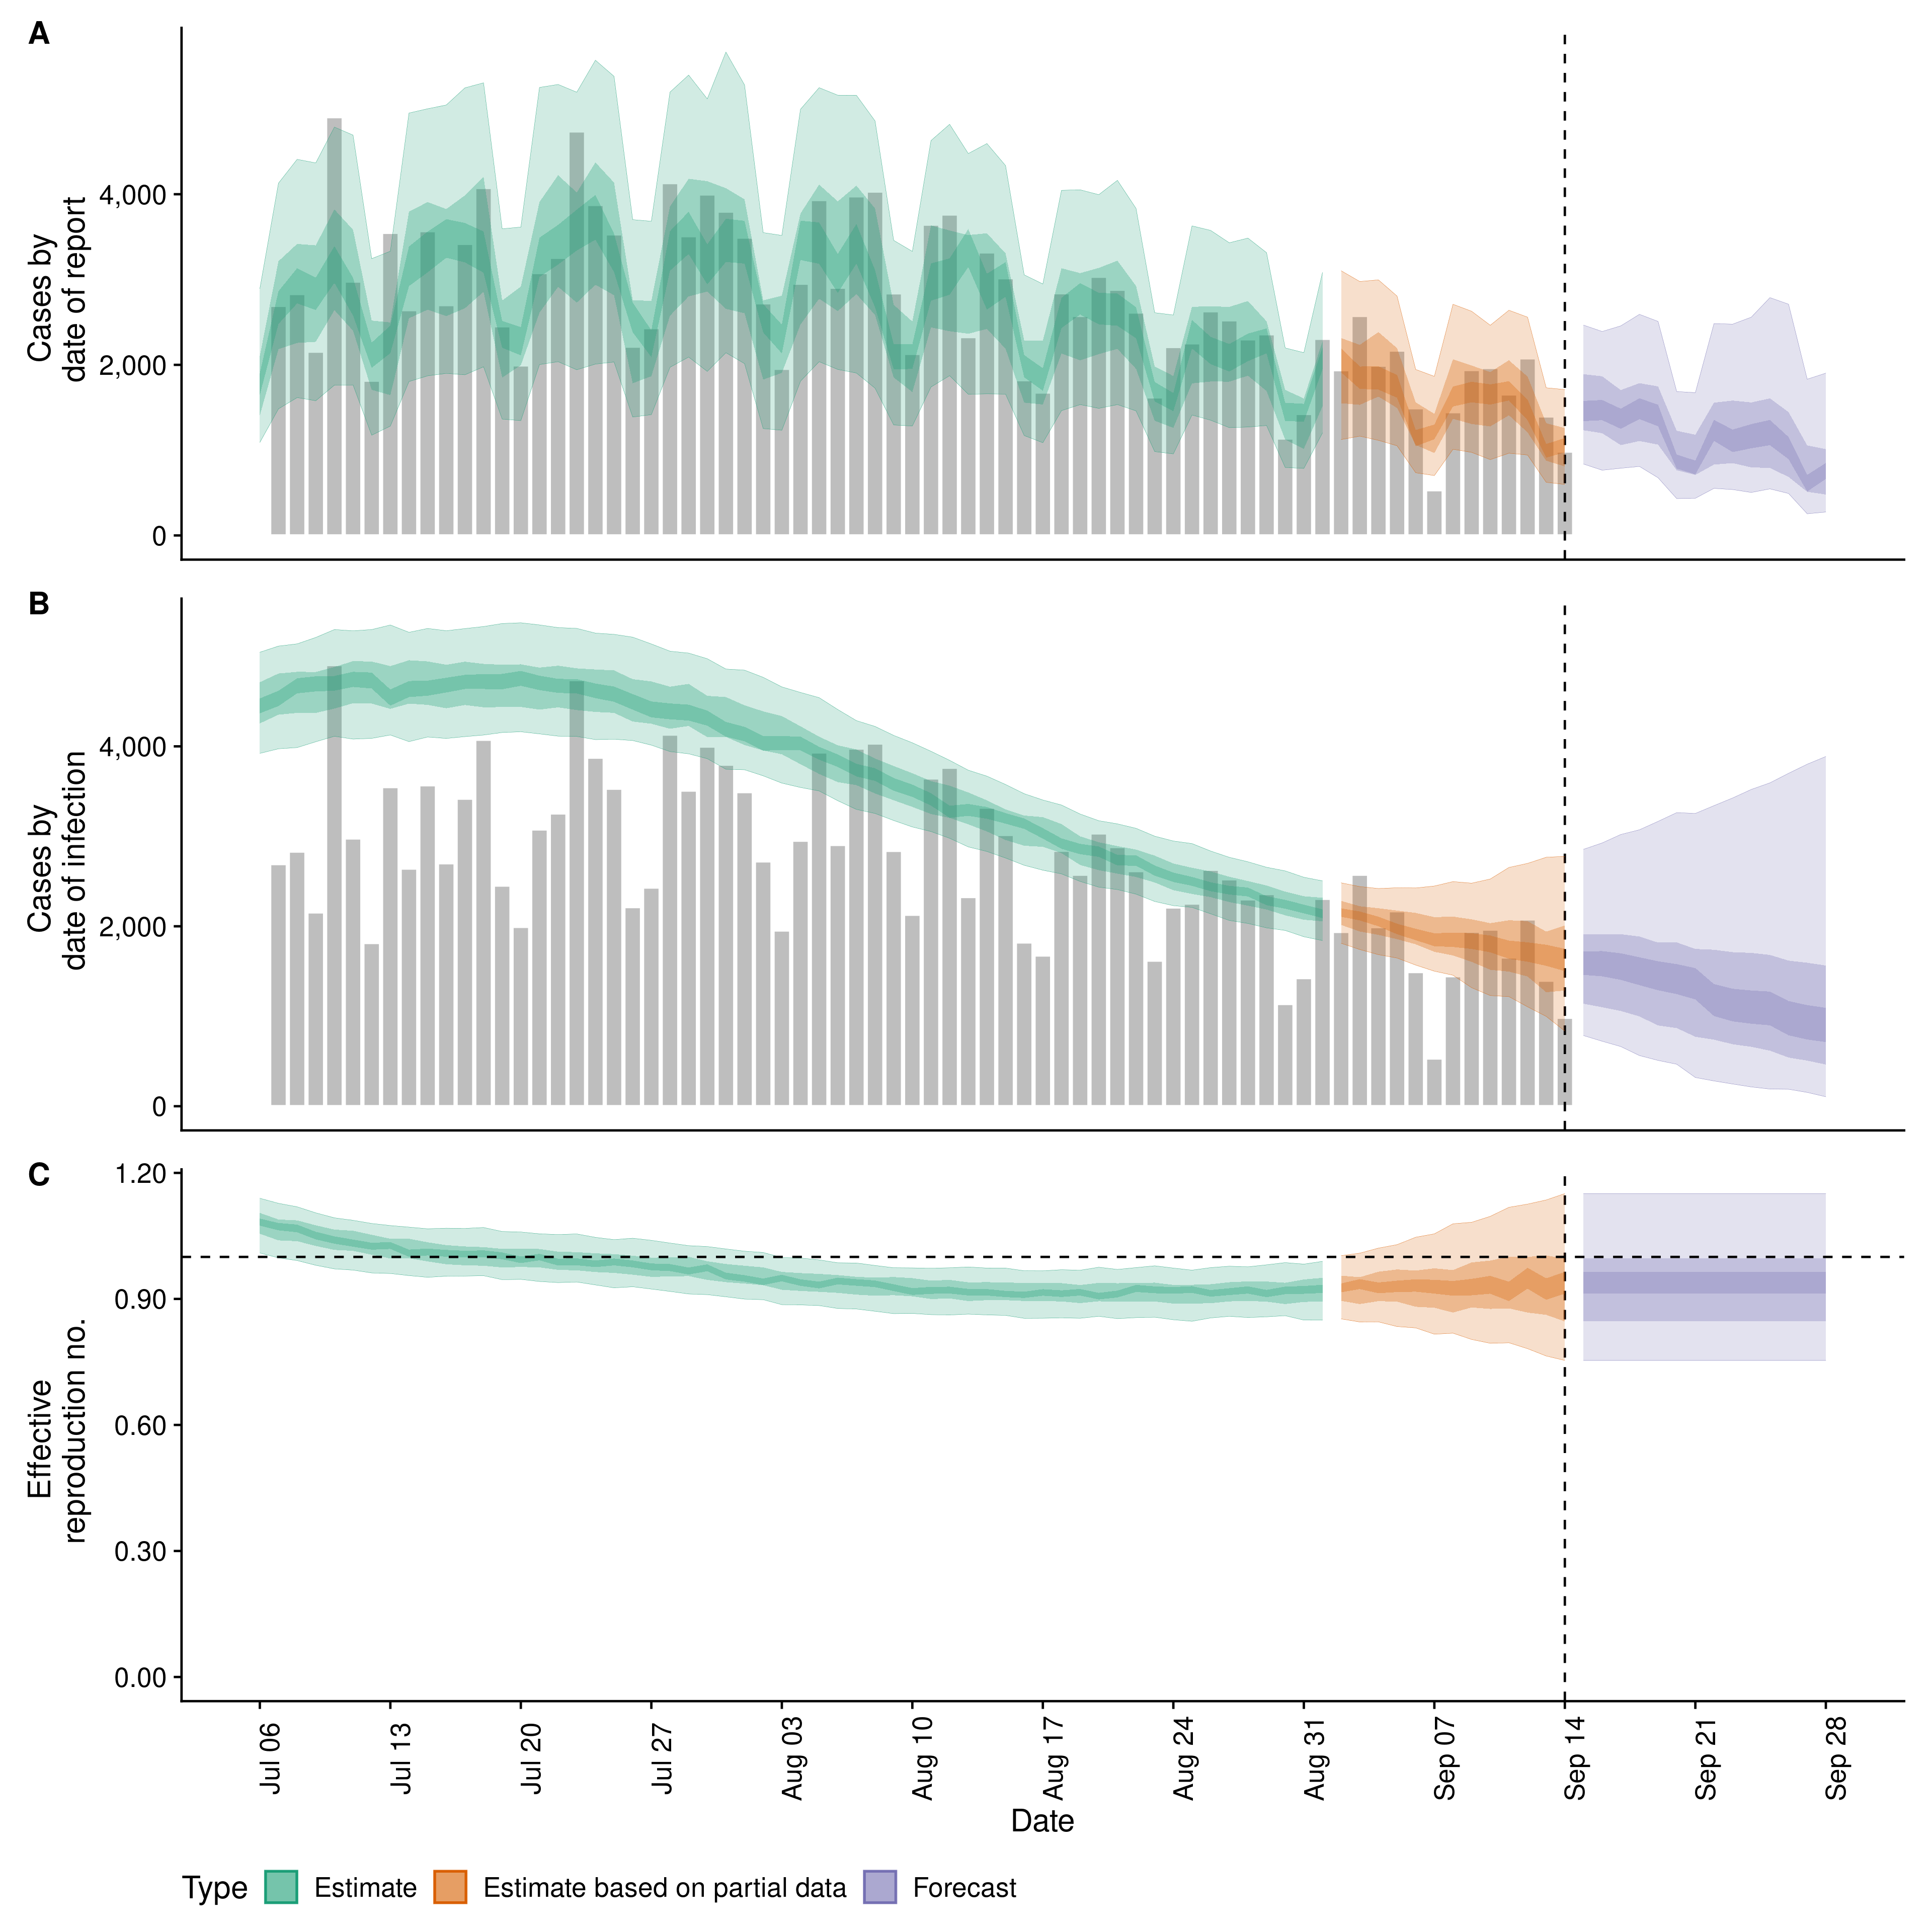 A
Cases by
date of report
4,000
2,000
0
B
Cases by
date of infection
4,000
2,000
0
C
Effective
reproduction no.
1.20
0.90
0.60
0.30
0.00
Jul 06
Jul 13
Jul 20
Jul 27
Aug 03
Aug 10
Aug 17
Aug 24
Aug 31
Sep 07
Sep 14
Sep 21
Sep 28
Date
Type Estimate Estimate based on partial data Forecast